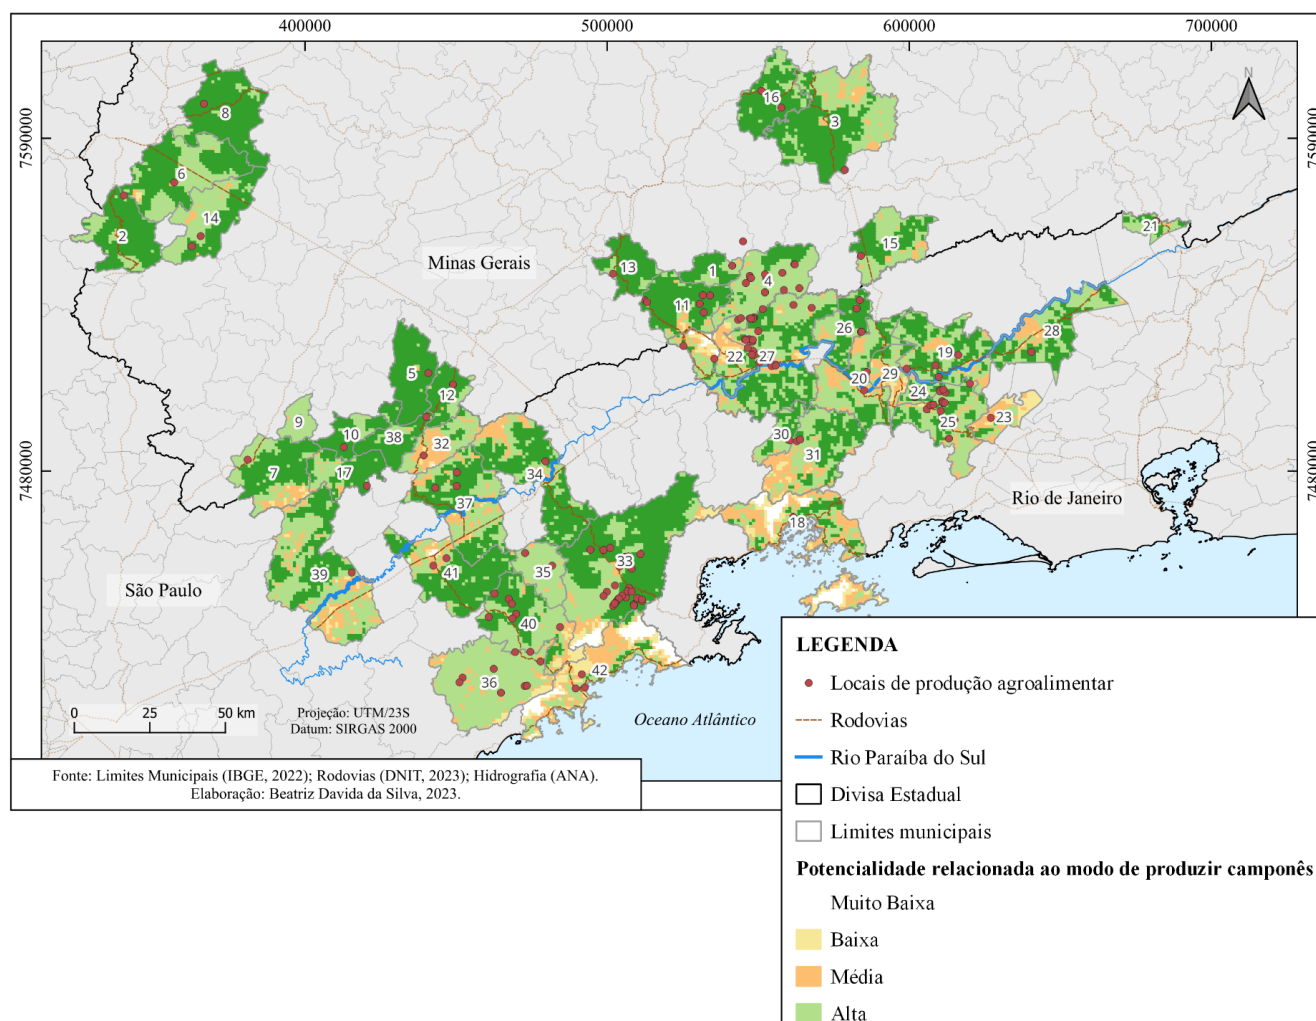 400000
500000
600000
700000
N
7590000
7590000
8
16
3
6
2
14
21
15
Minas Gerais
13
1
4
11
28
26
22
27
19
20
29
5
24
12
9
23
25
10
38
30
32
31
7
17
34
7480000
7480000
Rio de Janeiro
37
18
33
39
41
35
São Paulo
40
42
36
0
25
50 km
Projeção: UTM/23S
Datum: SIRGAS 2000
Oceano Atlântico
Fonte: Limites Municipais (IBGE, 2022); Rodovias (DNIT, 2023); Hidrografia (ANA).
Elaboração: Beatriz Davida da Silva, 2023.
LEGENDA
Locais de produção agroalimentar
Rodovias
Rio Paraíba do Sul
Divisa Estadual
Limites municipais
Potencialidade relacionada ao modo de produzir camponês
Muito Baixa
Baixa
Média
Alta